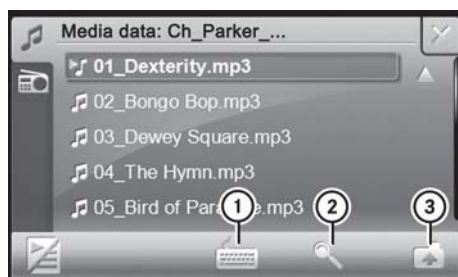 Media data: Ch_Parker_...
01_Dexterity.mp3
02_Bongo Bop.mp3
03_Dewey Square.mp3
04_The Hymn.mp3
1 2 3
05_Bird of .mp3